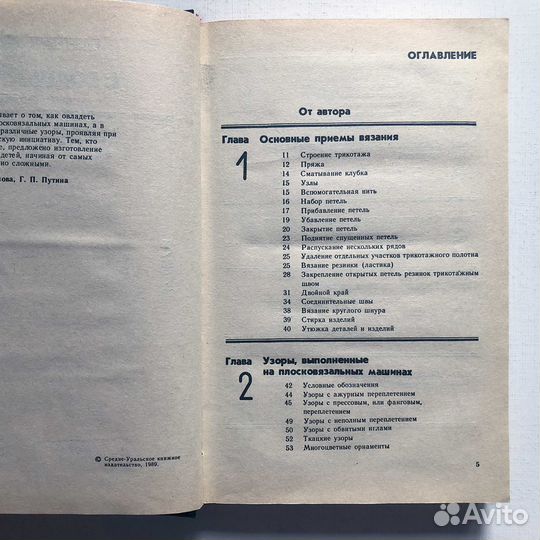 вает о том, как овладеть
лосковязальных машинах, а в
различные узоры, проявляя при
скую инициативу. Тем, кто
е, предложено изготовление
детей, начиная от самых
но сложными.
ова, Г. П. Путина
© Средне-Уральское книжное
издательство, 1989.
ОГЛАВЛЕНИЕ
От автора
Глава 1 Основные приемы вязания
11 Строение трикотажа
12 Пряжа
14 Сматывание клубка
15 Узлы
15 Вспомогательная нить
16 Набор петель
17 Прибавление петель
19 Убавление петель
20 Закрытие петель
23 Поднятие спущенных петель
24 Распускание нескольких рядов
25 Удаление отдельных участков трикотажного полотна
25 Вязание резинки (ластика)
28 Закрепление открытых петель резинок трикотажным
швом
31 Двойной край
34 Соединительные швы
38 Вязание круглого шнура
39 Стирка изделий
40 Утюжка деталей и изделий
Глава 2 Узоры, выполненные
на плосковязальных машинах
42 Условные обозначения
44 Узоры с ажурным переплетением
45 Узоры с прессовым, или фанговым,
переплетением
49 Узоры с неполным переплетением
50 Узоры с обвитыми иглами
52 Ткацкие узоры
53 Многоцветные орнаменты
5
Avito